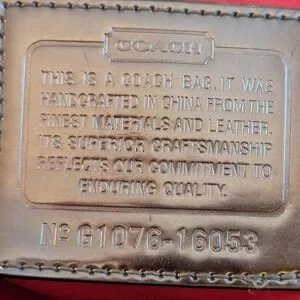 COACH
THIS IS A COACH BAG. IT WAS
HANDCRAFTED IN CHINA FROM THE
FINEST MATERIALS AND LEATHER.
ITS SUPERIOR CRAFTSMANSHIP
REFLECTS OUR COMMITMENT TO
ENDURING QUALITY.
Nº G1076-16053